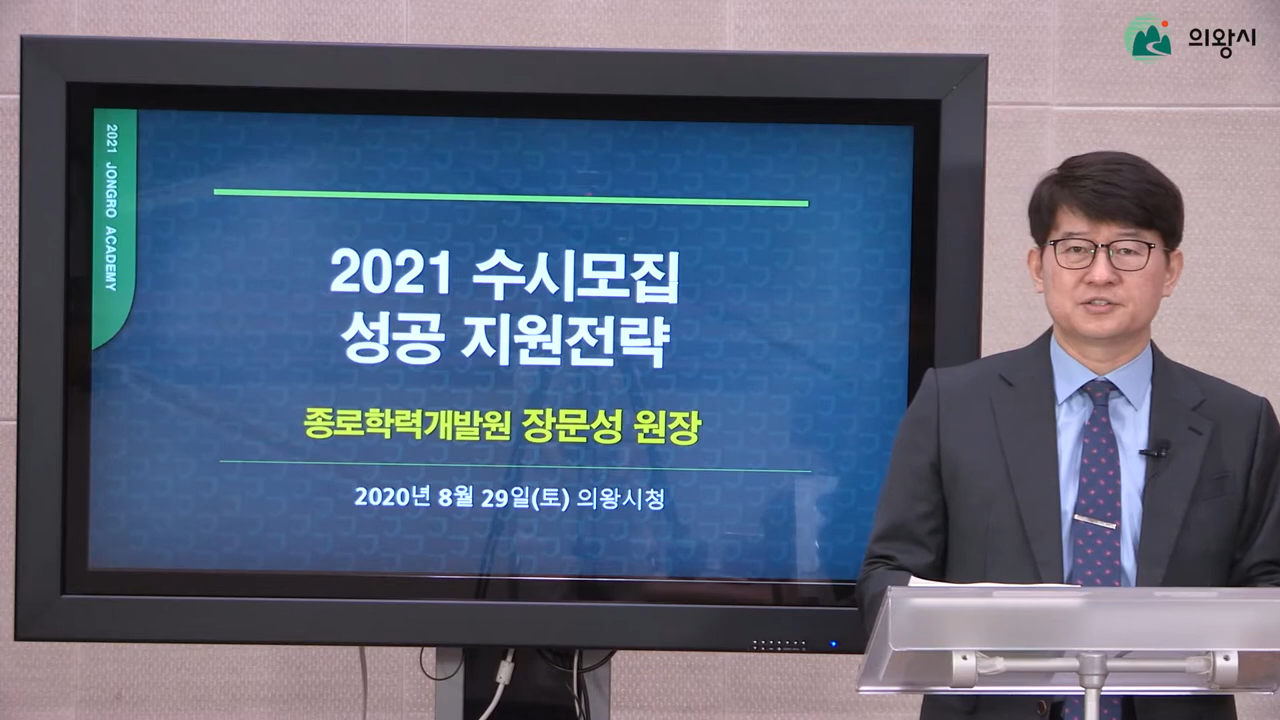 의왕시
2021 JONGRO ACADEMY
2021 수시모집
성공 지원전략
종로학력개발원 장문성 원장
2020년 8월 29일(토) 의왕시청